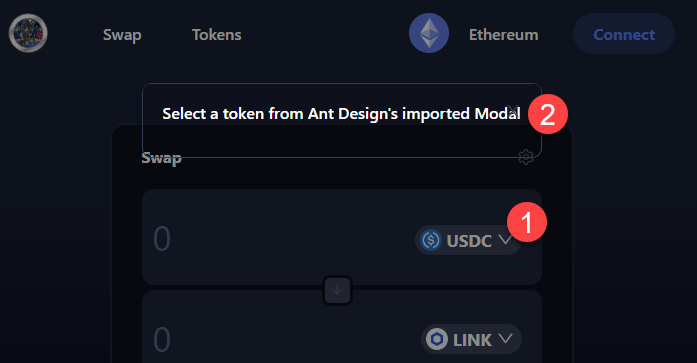 Swap
Tokens
Ethereum
Connect
Select a token from Ant Design's imported Modal
2
Swap
1
0
USDC
0
LINK